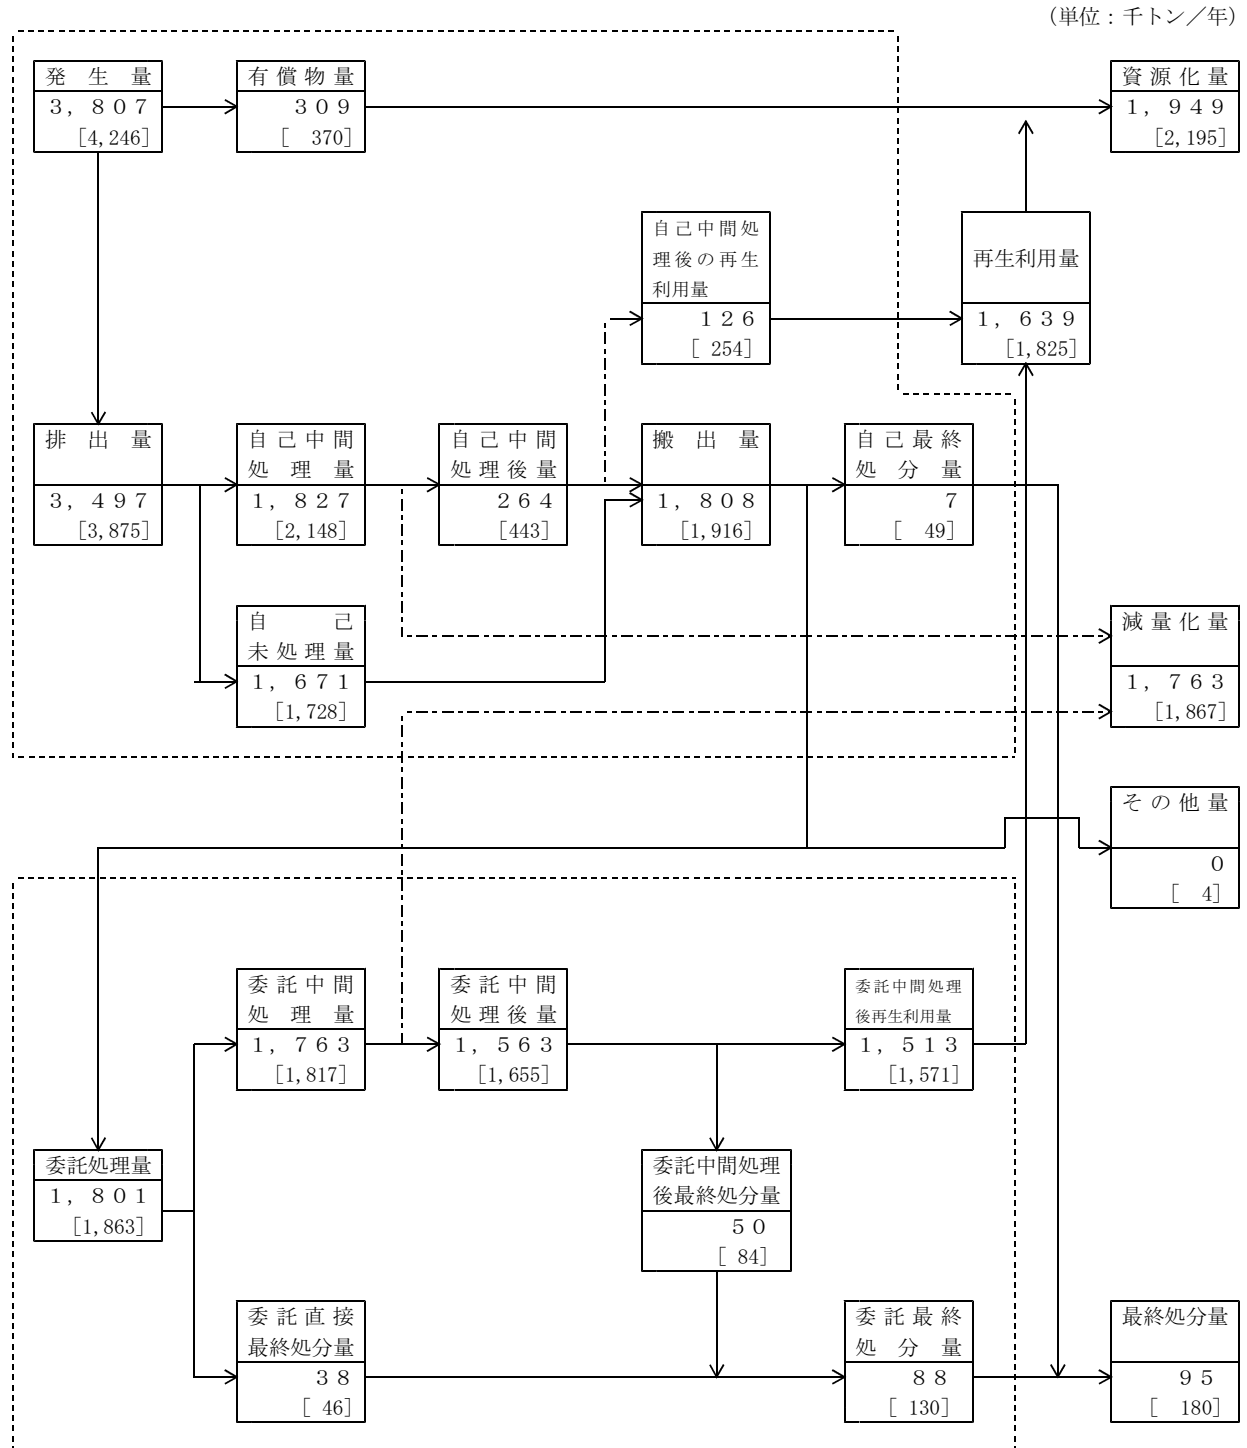 （単位：千トン／年）
発生量
３，８０７
[4,246]
有償物量
３０９
[ 370]
資源化量
１，９４９
[2,195]
自己中間処
理後の再生
利用量
１２６
[ 254]
再生利用量
１，６３９
[1,825]
排出量
３，４９７
[3,875]
自己中間
処理量
１，８２７
[2,148]
自己中間
処理後量
２６４
[443]
搬出量
１，８０８
[1,916]
自己最終
処分量
７
[ 49]
自己
未処理量
１，６７１
[1,728]
減量化量
１，７６３
[1,867]
その他量
０
[ 4]
委託中間
処理量
１，７６３
[1,817]
委託中間
処理後量
１，５６３
[1,655]
委託中間処理
後再生利用量
１，５１３
[1,571]
委託処理量
１，８０１
[1,863]
委託中間処理
後最終処分量
５０
[ 84]
委託直接
最終処分量
３８
[ 46]
委託最終
処分量
８８
[ 130]
最終処分量
９５
[ 180]